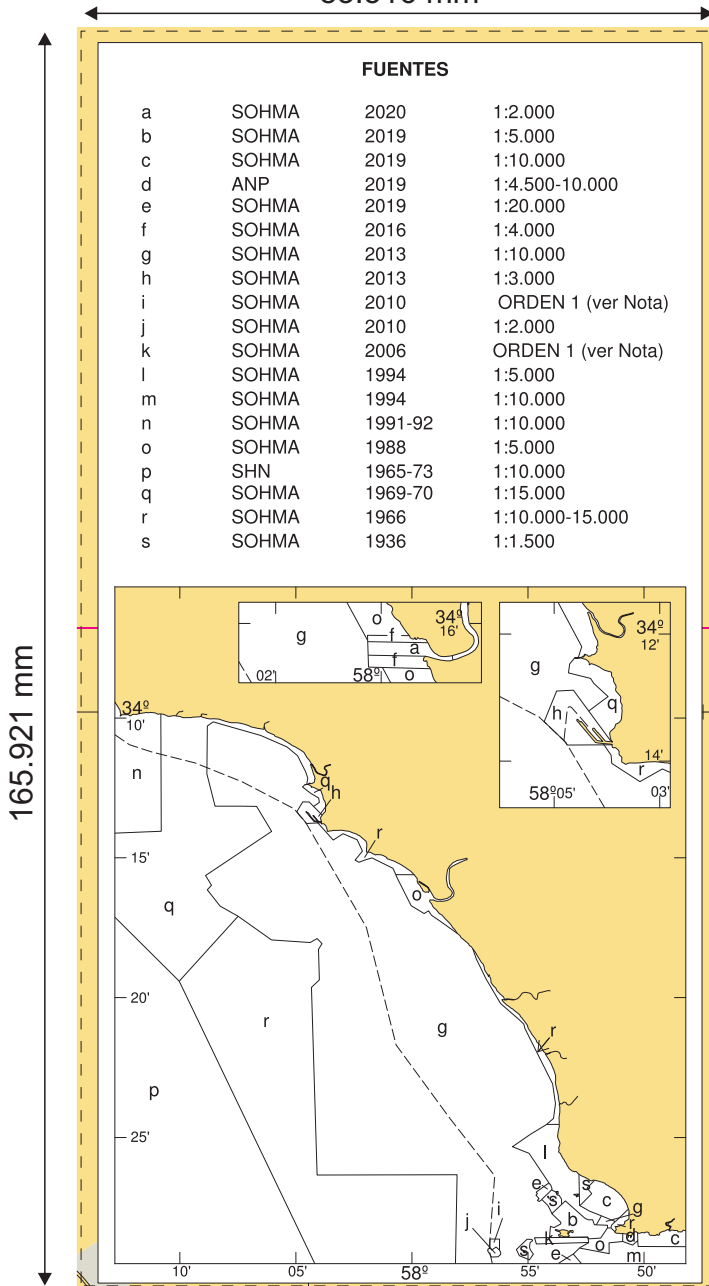 165.921 mm
FUENTES
a SOHMA 2020 1:2.000
b SOHMA 2019 1:5.000
c SOHMA 2019 1:10.000
d ANP 2019 1:4.500-10.000
e SOHMA 2019 1:20.000
f SOHMA 2016 1:4.000
g SOHMA 2013 1:10.000
h SOHMA 2013 1:3.000
i SOHMA 2010 ORDEN 1 (ver Nota)
j SOHMA 2010 1:2.000
k SOHMA 2006 ORDEN 1 (ver Nota)
l SOHMA 1994 1:5.000
m SOHMA 1994 1:10.000
n SOHMA 1991-92 1:10.000
o SOHMA 1988 1:5.000
p SHN 1965-73 1:10.000
q SOHMA 1969-70 1:15.000
r SOHMA 1966 1:10.000-15.000
s SOHMA 1936 1:1.500
o
34º
16'
g
f
a
f
o
02'
58º
34º
12'
g
q
h
14'
r
58º05'
03'
34º
10'
n
q
h
r
15'
o
q
20'
r
g
r
p
25'
l
e
s
s
c
g
b
r
d
i
j
k
s
e
o
m
c
10'
05'
58º
55'
50'